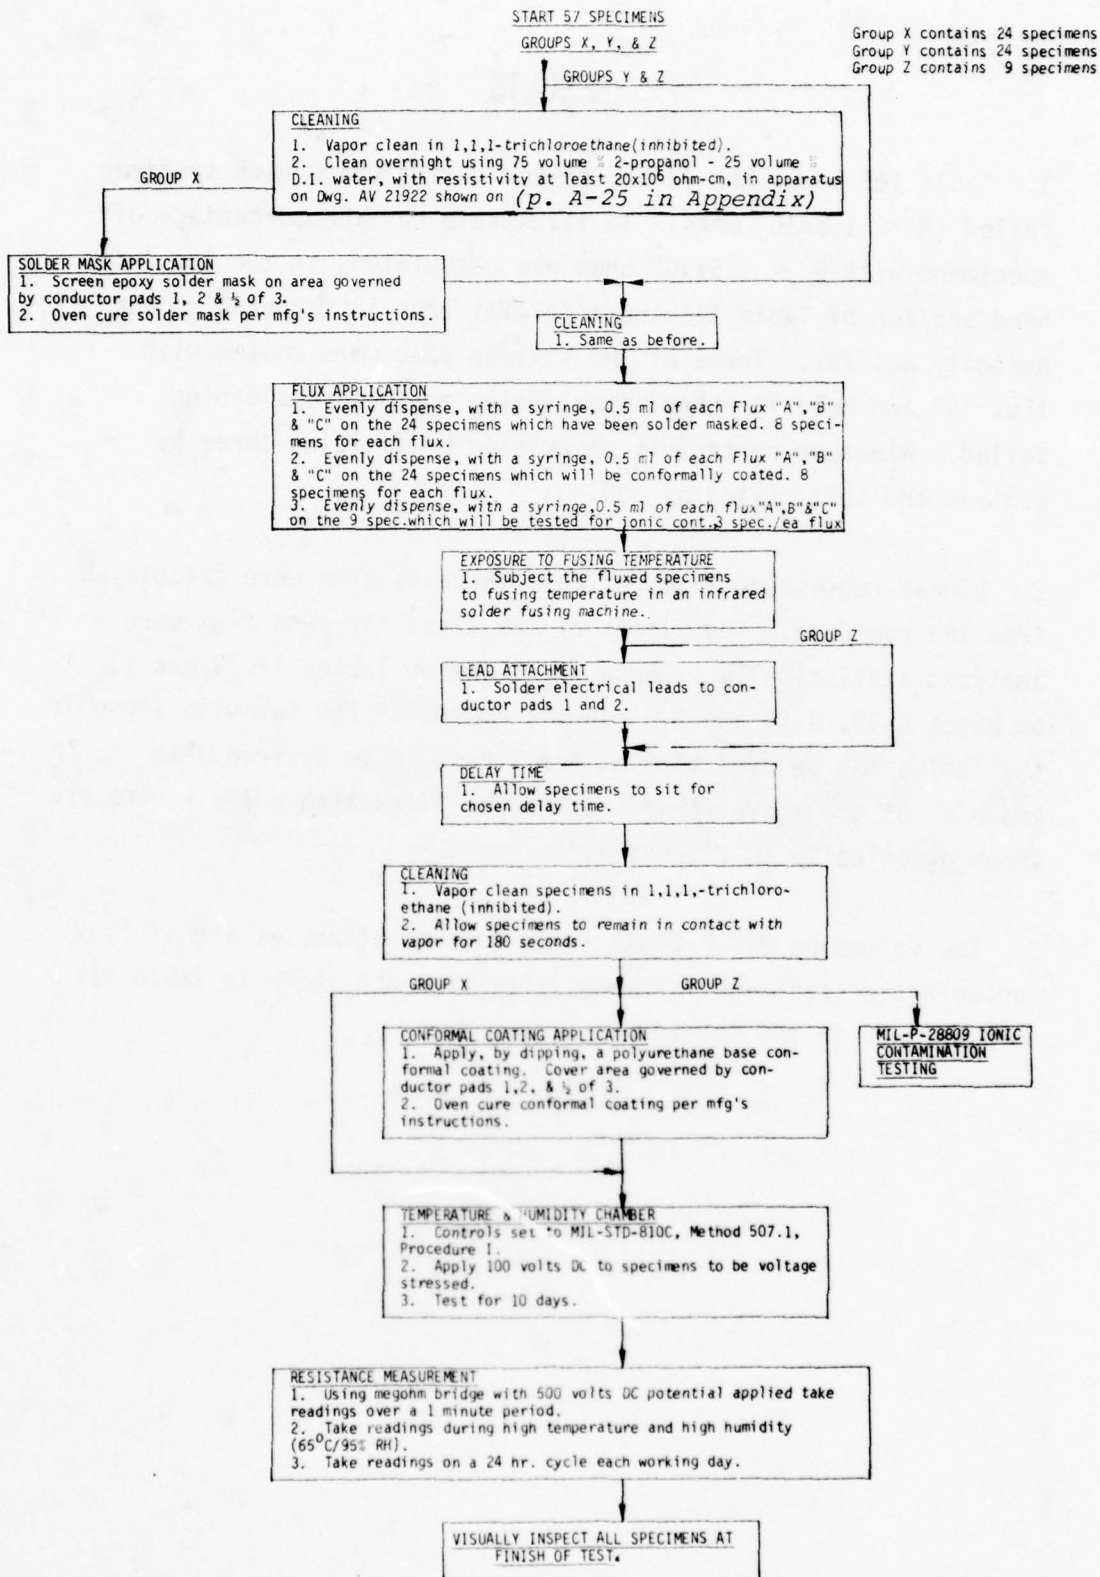 START 57 SPECIMENS
GROUPS X, Y, & Z
Group X contains 24 specimens
Group Y contains 24 specimens
Group Z contains 9 specimens
GROUPS Y & Z
CLEANING
1. Vapor clean in 1,1,1-trichloroethane(inhibited).
2. Clean overnight using 75 volume % 2-propanol - 25 volume %
D.I. water, with resistivity at least 20x10⁶ ohm-cm, in apparatus
on Dwg. AV 21922 shown on (p. A-25 in Appendix)
GROUP X
SOLDER MASK APPLICATION
1. Screen epoxy solder mask on area governed
by conductor pads 1, 2 & ½ of 3.
2. Oven cure solder mask per mfg's instructions.
CLEANING
1. Same as before.
FLUX APPLICATION
1. Evenly dispense, with a syringe, 0.5 ml of each Flux "A","B"
& "C" on the 24 specimens which have been solder masked. 8 speci-
mens for each flux.
2. Evenly dispense, with a syringe, 0.5 ml of each Flux "A","B"
& "C" on the 24 specimens which will be conformally coated. 8
specimens for each flux.
3. Evenly dispense, with a syringe,0.5 ml of each flux"A",B"&"C"
on the 9 spec.which will be tested for ionic cont.3 spec./ea flux
EXPOSURE TO FUSING TEMPERATURE
1. Subject the fluxed specimens
to fusing temperature in an infrared
solder fusing machine.
GROUP Z
LEAD ATTACHMENT
1. Solder electrical leads to con-
ductor pads 1 and 2.
DELAY TIME
1. Allow specimens to sit for
chosen delay time.
CLEANING
1. Vapor clean specimens in 1,1,1,-trichloro-
ethane (inhibited).
2. Allow specimens to remain in contact with
vapor for 180 seconds.
GROUP X
GROUP Z
CONFORMAL COATING APPLICATION
1. Apply, by dipping, a polyurethane base con-
formal coating. Cover area governed by con-
ductor pads 1,2, & ½ of 3.
2. Oven cure conformal coating per mfg's
instructions.
MIL-P-28809 IONIC
CONTAMINATION
TESTING
TEMPERATURE & HUMIDITY CHAMBER
1. Controls set to MIL-STD-810C, Method 507.1,
Procedure I.
2. Apply 100 volts DC to specimens to be voltage
stressed.
3. Test for 10 days.
RESISTANCE MEASUREMENT
1. Using megohm bridge with 500 volts DC potential applied take
readings over a 1 minute period.
2. Take readings during high temperature and high humidity
(65⁰C/95% RH).
3. Take readings on a 24 hr. cycle each working day.
VISUALLY INSPECT ALL SPECIMENS AT
FINISH OF TEST.